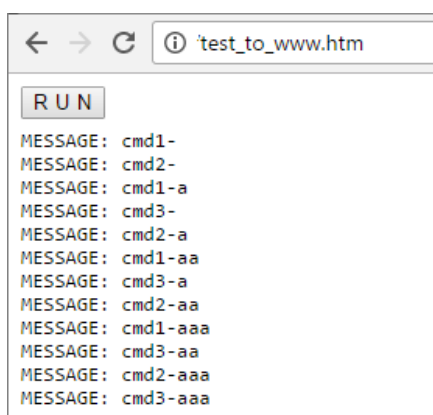 /test_to_www.htm
R U N
MESSAGE: cmd1-
MESSAGE: cmd2-
MESSAGE: cmd1-a
MESSAGE: cmd3-
MESSAGE: cmd2-a
MESSAGE: cmd1-aa
MESSAGE: cmd3-a
MESSAGE: cmd2-aa
MESSAGE: cmd1-aaa
MESSAGE: cmd3-aa
MESSAGE: cmd2-aaa
MESSAGE: cmd3-aaa